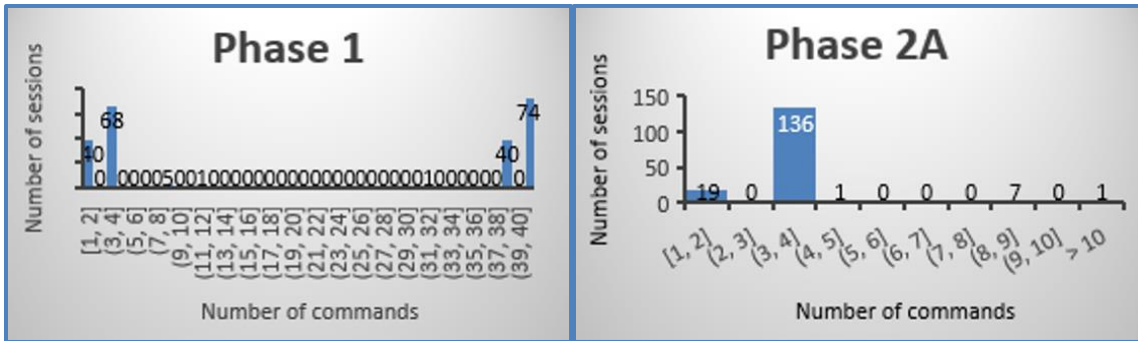 Phase 1
Number of sessions
40 0 68 0000500100000000000000000000001000000 40 0 74
[1, 2] (3, 4] (5, 6] (7, 8] (9, 10] (11, 12] (13, 14] (15, 16] (17, 18] (19, 20] (21, 22] (23, 24] (25, 26] (27, 28] (29, 30] (31, 32] (33, 34] (35, 36] (37, 38] (39, 40]
Number of commands
Phase 2A
Number of sessions
150
100
50
0
19 0 136 1 0 0 0 7 0 1
[1, 2] (2, 3] (3, 4] (4, 5] (5, 6] (6, 7] (7, 8] (8, 9] (9, 10] > 10
Number of commands